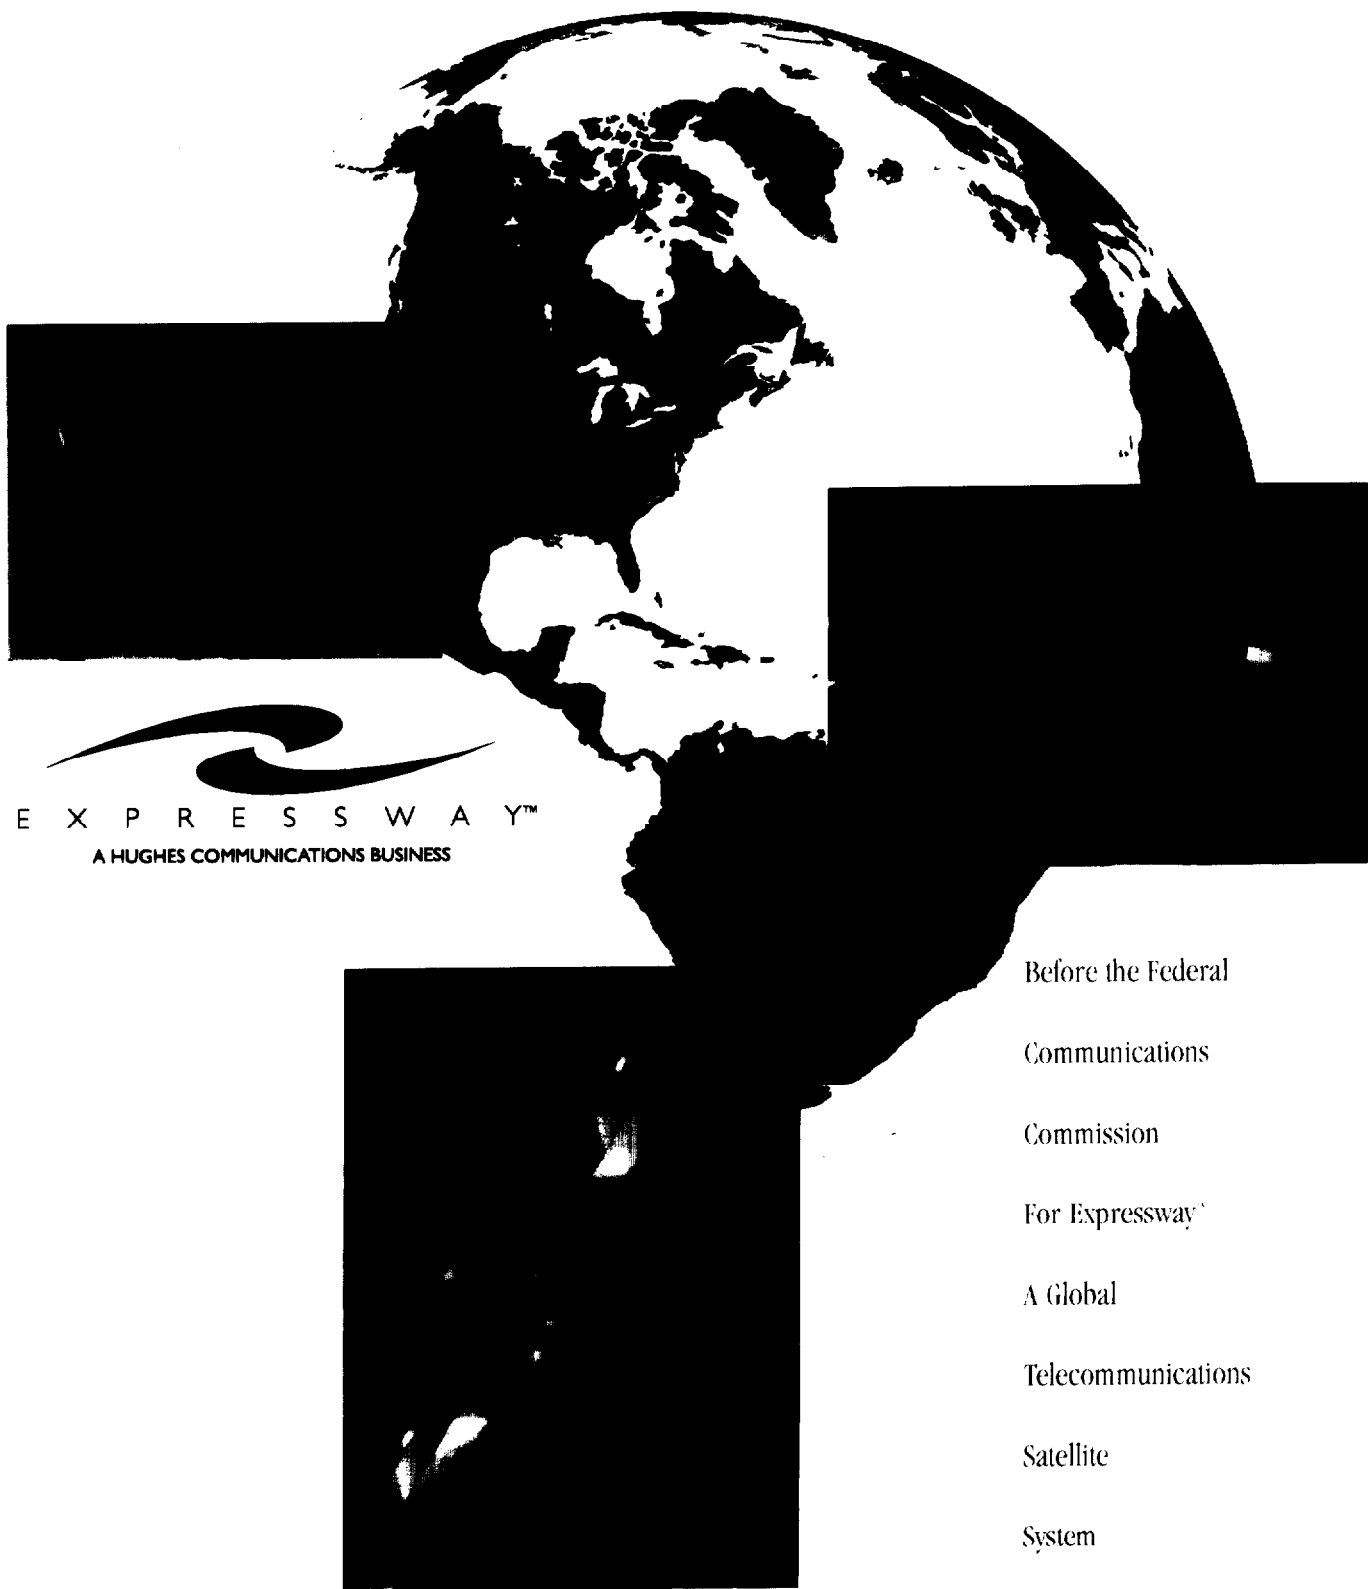 EXPRESSWAY™
A HUGHES COMMUNICATIONS BUSINESS
Before the Federal
Communications
Commission
For Expressway
A Global
Telecommunications
Satellite
System